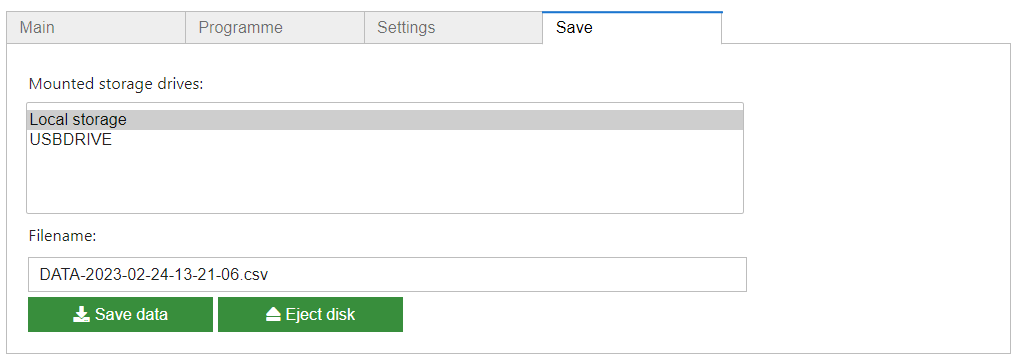 Main Programme Settings Save
Mounted storage drives:
Local storage
USBDRIVE
Filename:
DATA-2023-02-24-13-21-06.csv
Save data Eject disk